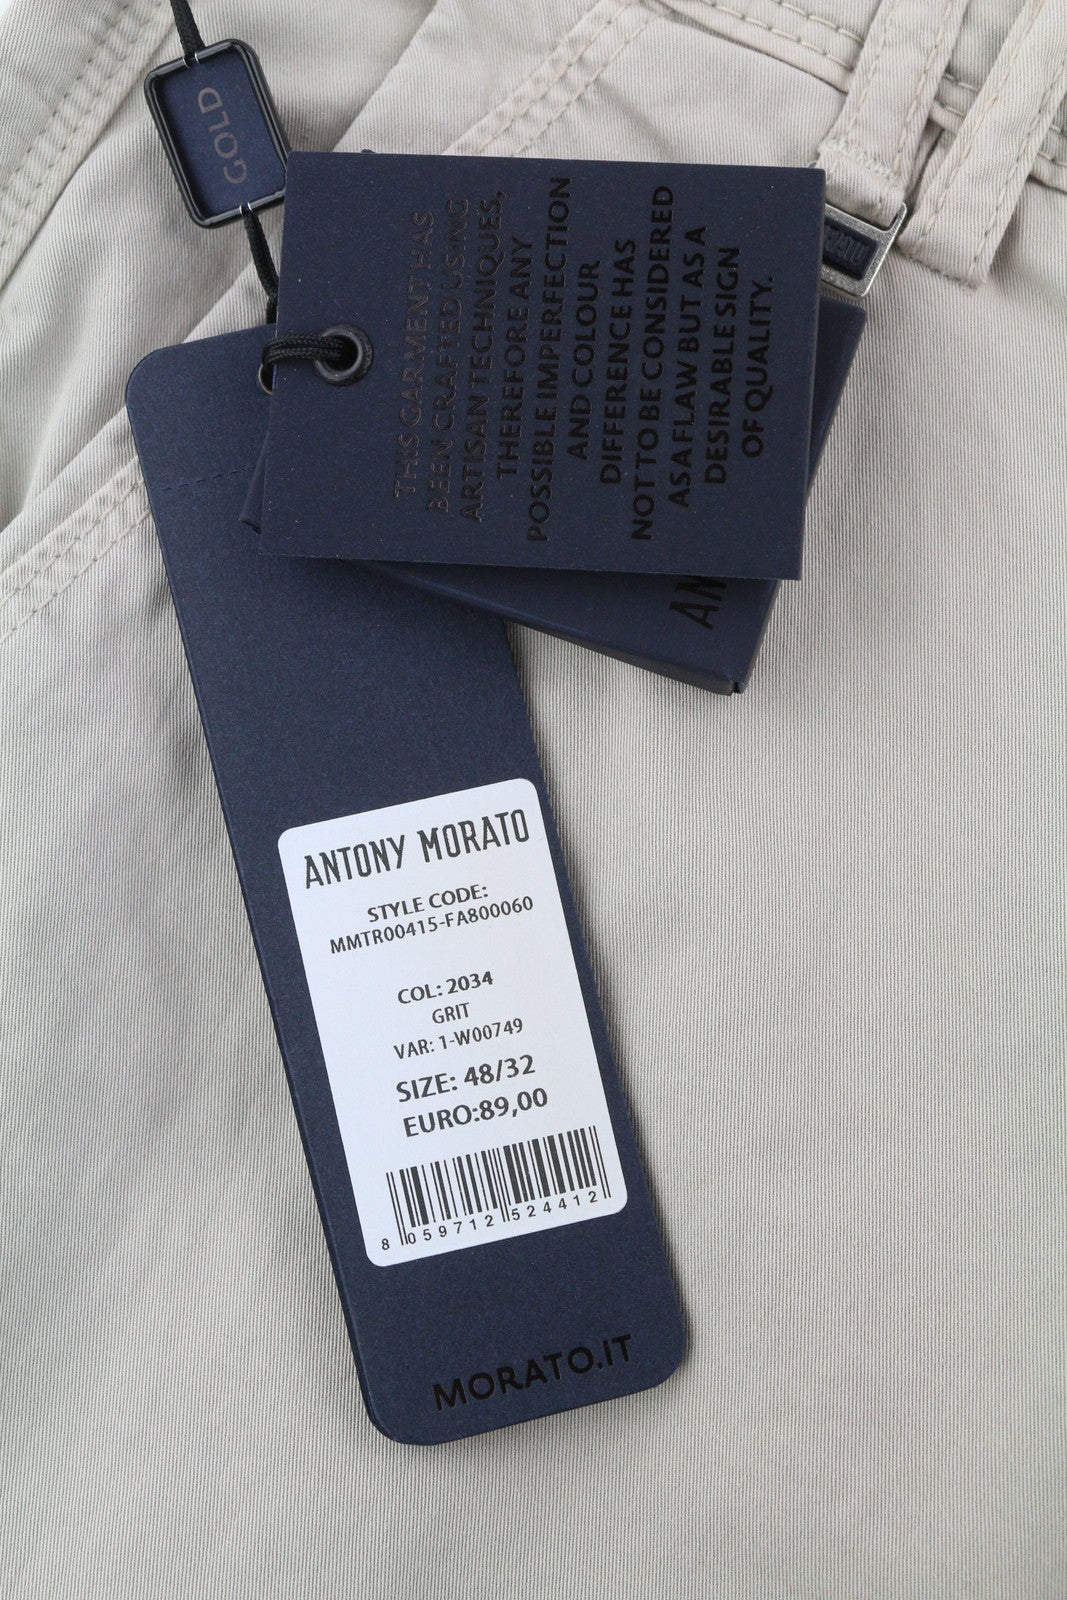 GOLD
THIS GARMENT HAS
BEEN CRAFTED USING
ARTISAN TECHNIQUES,
THEREFORE ANY
POSSIBLE IMPERFECTION
AND COLOUR
DIFFERENCE HAS
NOT TO BE CONSIDERED
AS A FLAW BUT AS A
DESIRABLE SIGN
OF QUALITY.
AN
ANTONY MORATO
STYLE CODE:
MMTR00415-FA800060
COL: 2034
GRIT
VAR: 1-W00749
SIZE: 48/32
EURO:89,00
8 059712 524412
MORATO.IT